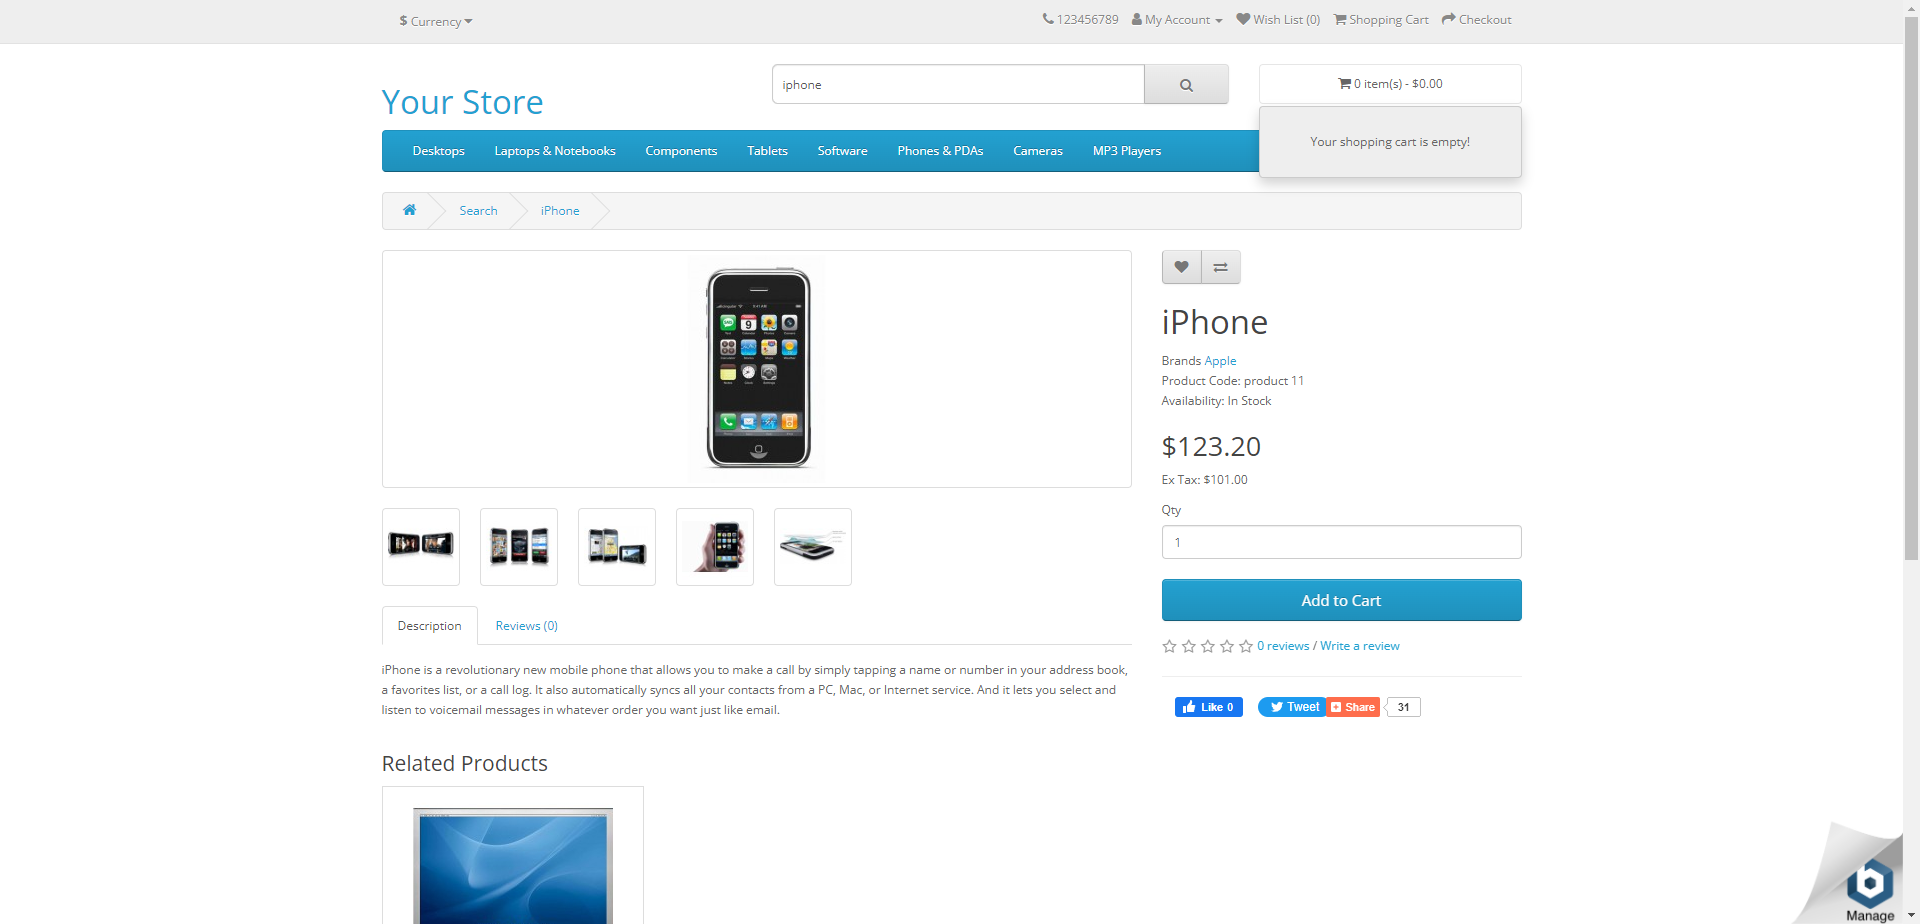 $ Currency
123456789 My Account Wish List (0) Shopping Cart Checkout
Your Store
iphone
0 item(s) - $0.00
Your shopping cart is empty!
Desktops Laptops & Notebooks Components Tablets Software Phones & PDAs Cameras MP3 Players
Search iPhone
iPhone
Brands Apple
Product Code: product 11
Availability: In Stock
$123.20
Ex Tax: $101.00
Qty
1
Add to Cart
0 reviews / Write a review
Like 0 Tweet Share 31
Description Reviews (0)
iPhone is a revolutionary new mobile phone that allows you to make a call by simply tapping a name or number in your address book,
a favorites list, or a call log. It also automatically syncs all your contacts from a PC, Mac, or Internet service. And it lets you select and
listen to voicemail messages in whatever order you want just like email.
Related Products
Manage